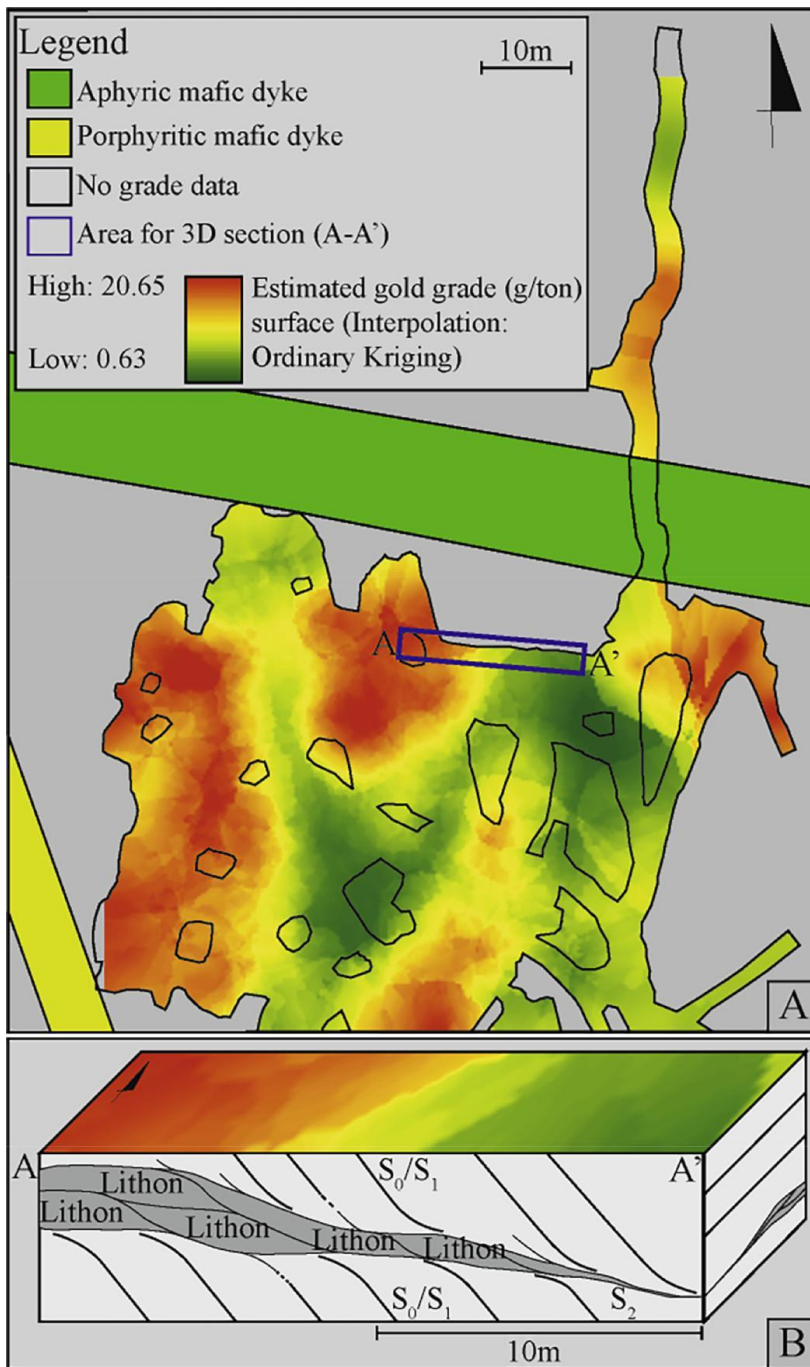 Legend
10m
Aphyric mafic dyke
Porphyritic mafic dyke
No grade data
Area for 3D section (A-A’)
High: 20.65
Low: 0.63
Estimated gold grade (g/ton)
surface (Interpolation:
Ordinary Kriging)
A
A’
A
A
S₀/S₁
A’
Lithon
Lithon
Lithon
Lithon
Lithon
S₀/S₁
S₂
10m
B